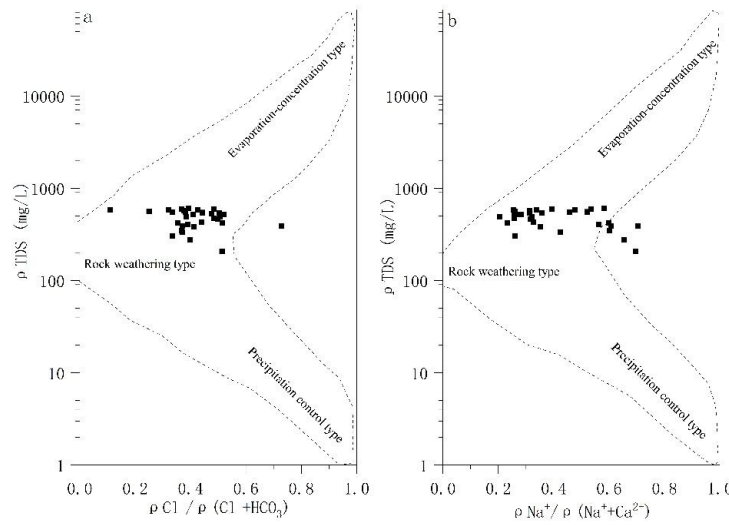 a
10000
1000
100
10
1
ρ TDS (mg/L)
Evaporation-concentration type
Rock weathering type
Precipitation control type
0.0 0.2 0.4 0.6 0.8 1.0
ρ Cl / ρ (Cl +HCO₃)
b
10000
1000
100
10
1
ρ TDS (mg/L)
Evaporation-concentration type
Rock weathering type
Precipitation control type
0.0 0.2 0.4 0.6 0.8 1.0
ρ Na⁺/ ρ (Na⁺+Ca²⁻)